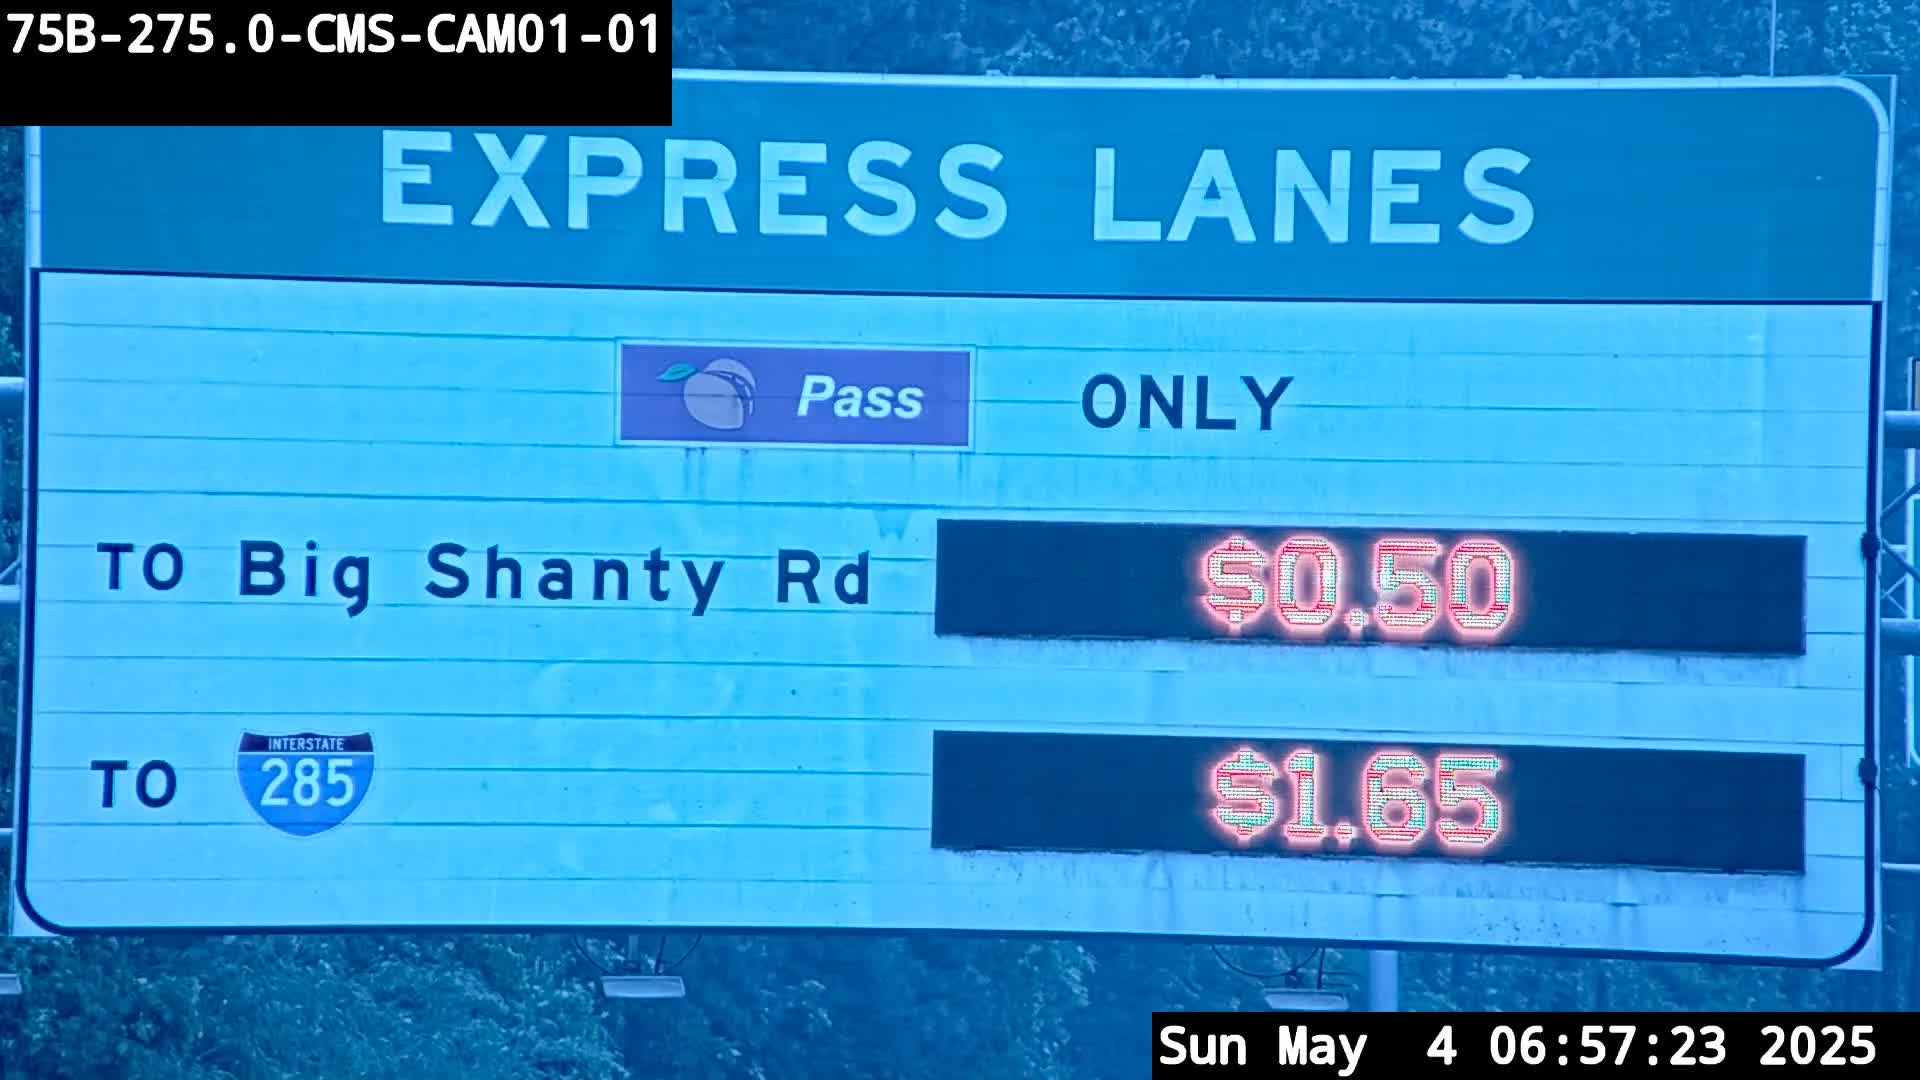 75B-275.0-CMS-CAM01-01
EXPRESS LANES
Pass ONLY
TO Big Shanty Rd $0.50
TO INTERSTATE 285 $1.65
Sun May 4 06:57:23 2025